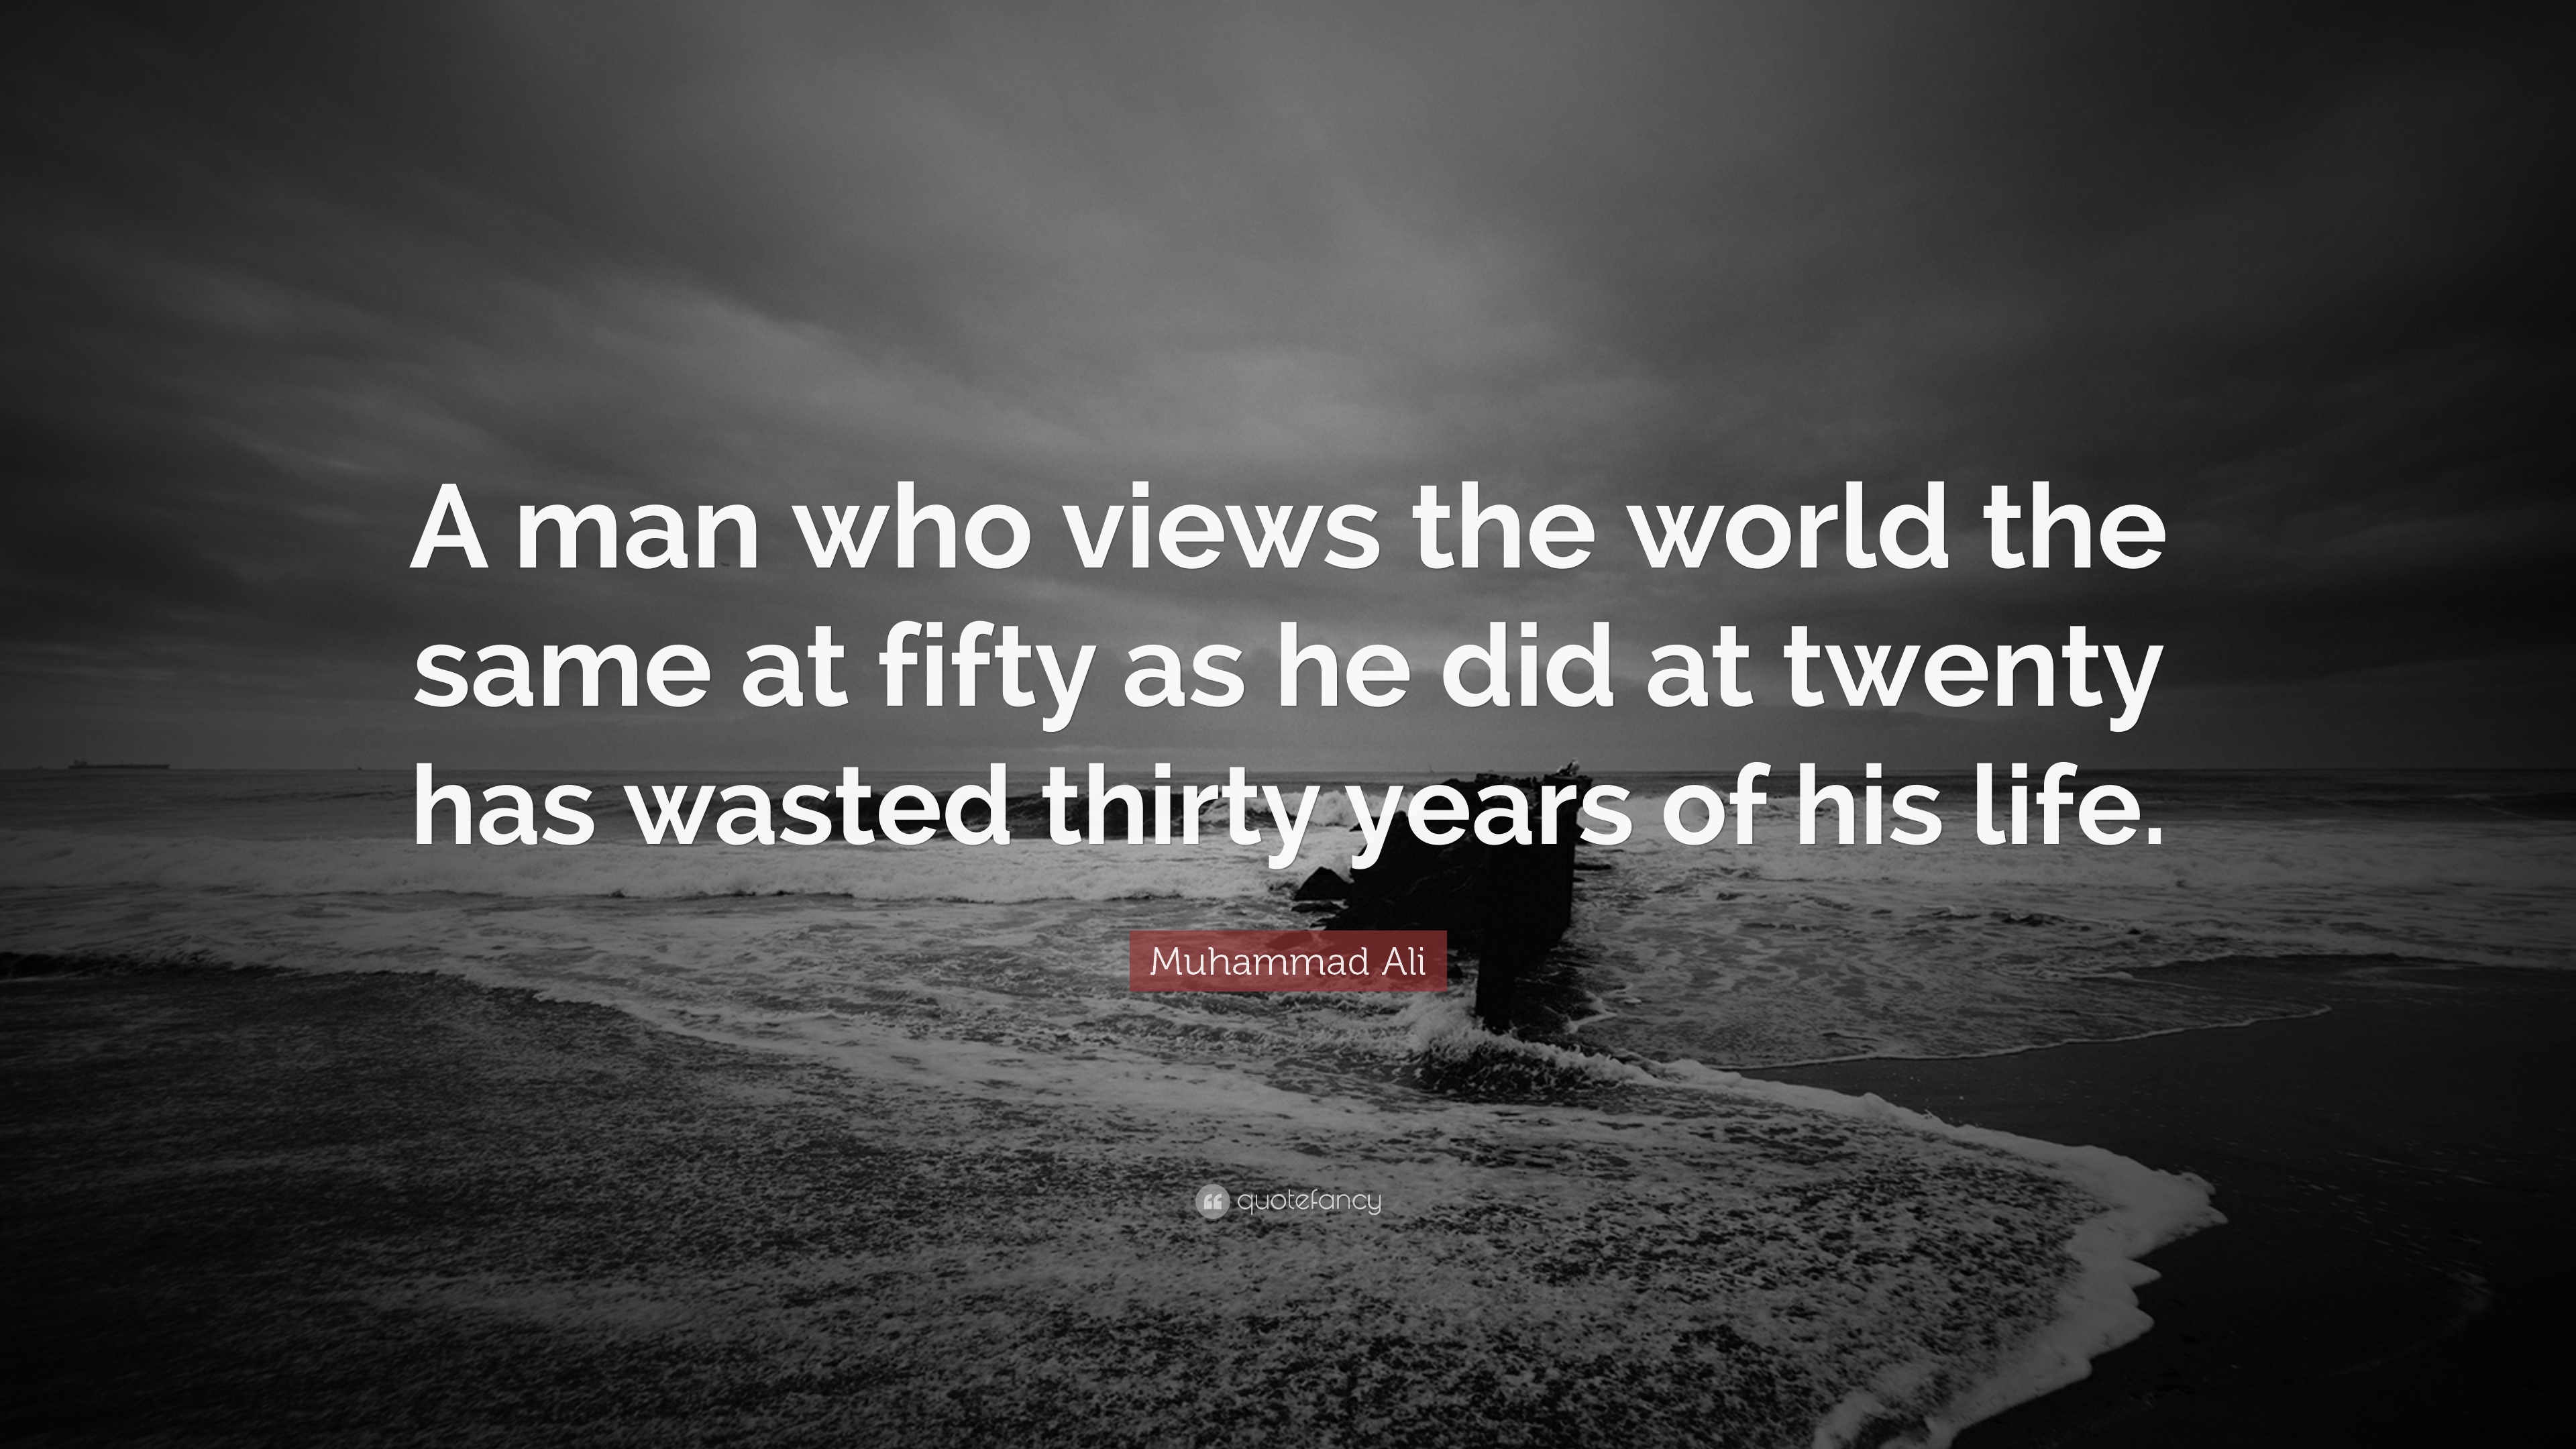 A man who views the world the
same at fifty as he did at twenty
has wasted thirty years of his life.
Muhammad Ali
quotefancy